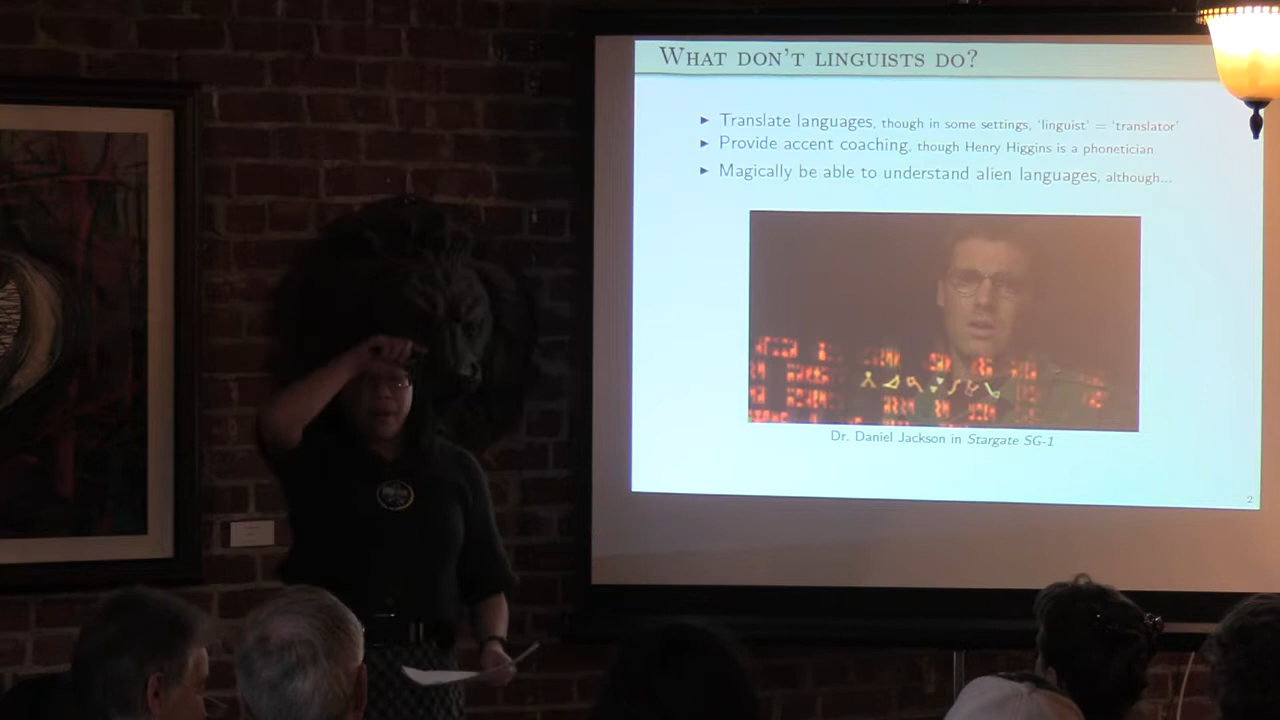 WHAT DON'T LINGUISTS DO?
▶ Translate languages, though in some settings, 'linguist' = 'translator'
▶ Provide accent coaching, though Henry Higgins is a phonetician
▶ Magically be able to understand alien languages, although...
Dr. Daniel Jackson in Stargate SG-1
2